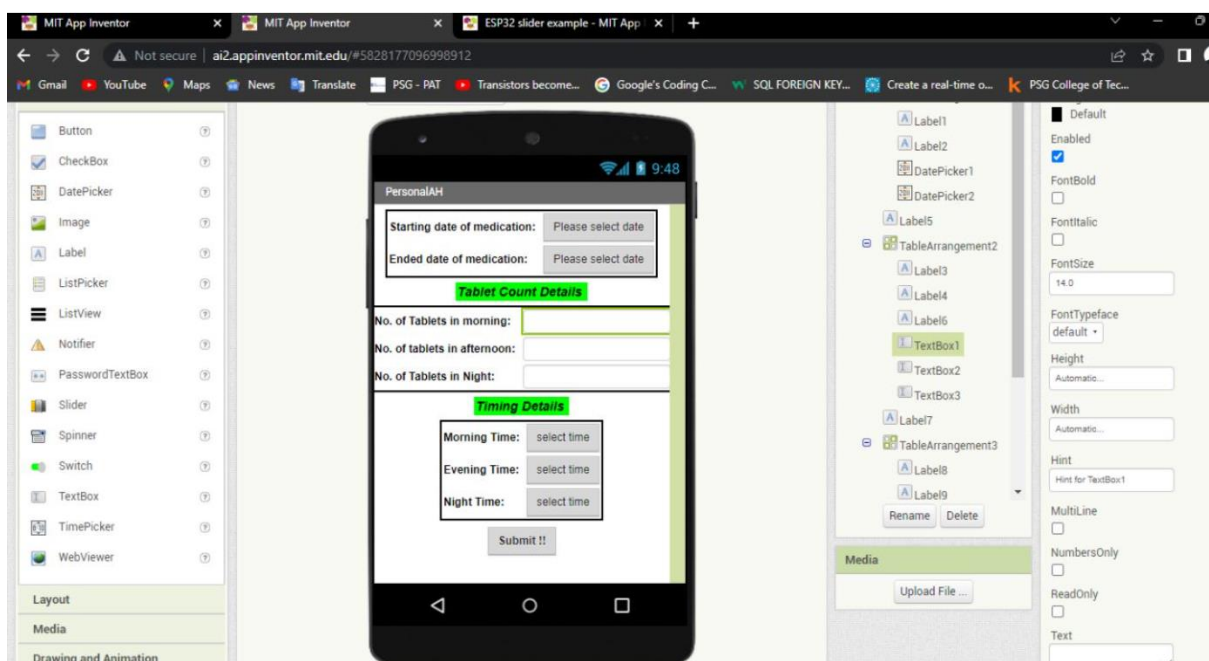 MIT App Inventor
MIT App Inventor
ESP32 slider example - MIT App
Not secure
ai2.appinventor.mit.edu/#5828177096998912
Gmail
YouTube
Maps
News
Translate
PSG - PAT
Transistors become...
Google's Coding C...
SQL FOREIGN KEY...
Create a real-time o...
PSG College of Tec...
Button
CheckBox
DatePicker
Image
Label
ListPicker
ListView
Notifier
PasswordTextBox
Slider
Spinner
Switch
TextBox
TimePicker
WebViewer
Layout
Media
Drawing and Animation
9:48
PersonalAH
Starting date of medication: Please select date
Ended date of medication: Please select date
Tablet Count Details
No. of Tablets in morning:
No. of tablets in afternoon:
No. of Tablets in Night:
Timing Details
Morning Time: select time
Evening Time: select time
Night Time: select time
Submit !!
Label1
Label2
DatePicker1
DatePicker2
Label5
TableArrangement2
Label3
Label4
Label6
TextBox1
TextBox2
TextBox3
Label7
TableArrangement3
Label8
Label9
Rename Delete
Media
Upload File ...
Default
Enabled
FontBold
FontItalic
FontSize
14.0
FontTypeface
default
Height
Automatic...
Width
Automatic...
Hint
Hint for TextBox1
MultiLine
NumbersOnly
ReadOnly
Text